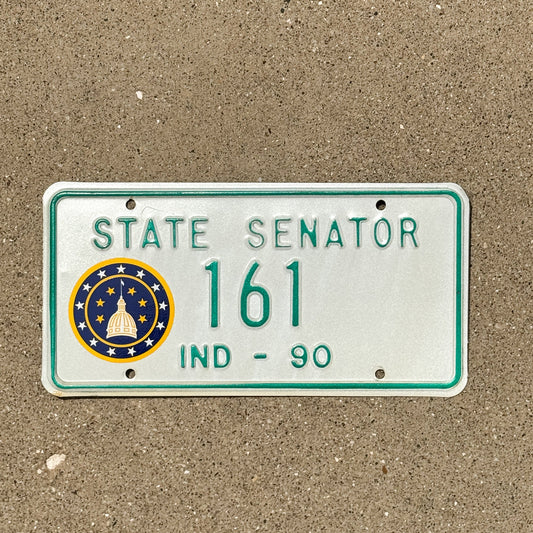 STATE SENATOR
161
IND - 90